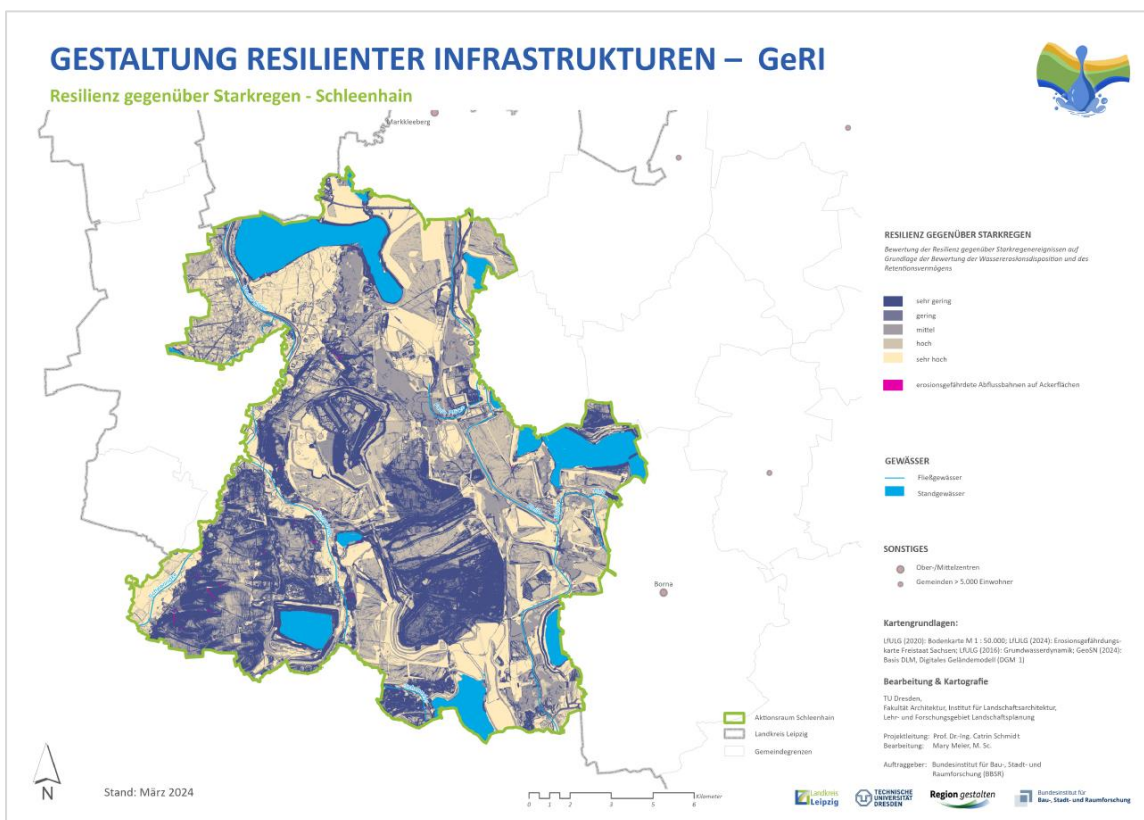 GESTALTUNG RESILIENTER INFRASTRUKTUREN – GeRI
Resilienz gegenüber Starkregen - Schleenhain
Markkleeberg
RESILIENZ GEGENÜBER STARKREGEN
Bewertung der Resilienz gegenüber Starkregenereignissen auf
Grundlage der Bewertung der Wassererosionsdisposition und des
Retentionsvermögens
sehr gering
gering
mittel
hoch
sehr hoch
erosionsgefährdete Abflussbahnen auf Ackerflächen
GEWÄSSER
Fließgewässer
Standgewässer
SONSTIGES
Ober-/Mittelzentren
Gemeinden > 5.000 Einwohner
Borna
Kartengrundlagen:
LfULG (2020): Bodenkarte M 1 : 50.000; LfULG (2024): Erosionsgefährdungs-
karte Freistaat Sachsen; LfULG (2016): Grundwasserdynamik; GeoSN (2024):
Basis DLM, Digitales Geländemodell (DGM 1)
Bearbeitung & Kartografie
TU Dresden,
Fakultät Architektur, Institut für Landschaftsarchitektur,
Lehr- und Forschungsgebiet Landschaftsplanung
Projektleitung: Prof. Dr.-Ing. Catrin Schmidt
Bearbeitung: Mary Meier, M. Sc.
Auftraggeber: Bundesinstitut für Bau-, Stadt- und
Raumforschung (BBSR)
Aktionsraum Schleenhain
Landkreis Leipzig
Gemeindegrenzen
N
Stand: März 2024
Kilometer
0 1 2 3 5 6
Landkreis
Leipzig
TECHNISCHE
UNIVERSITÄT
DRESDEN
Region gestalten
Bundesinstitut für
Bau-, Stadt- und Raumforschung